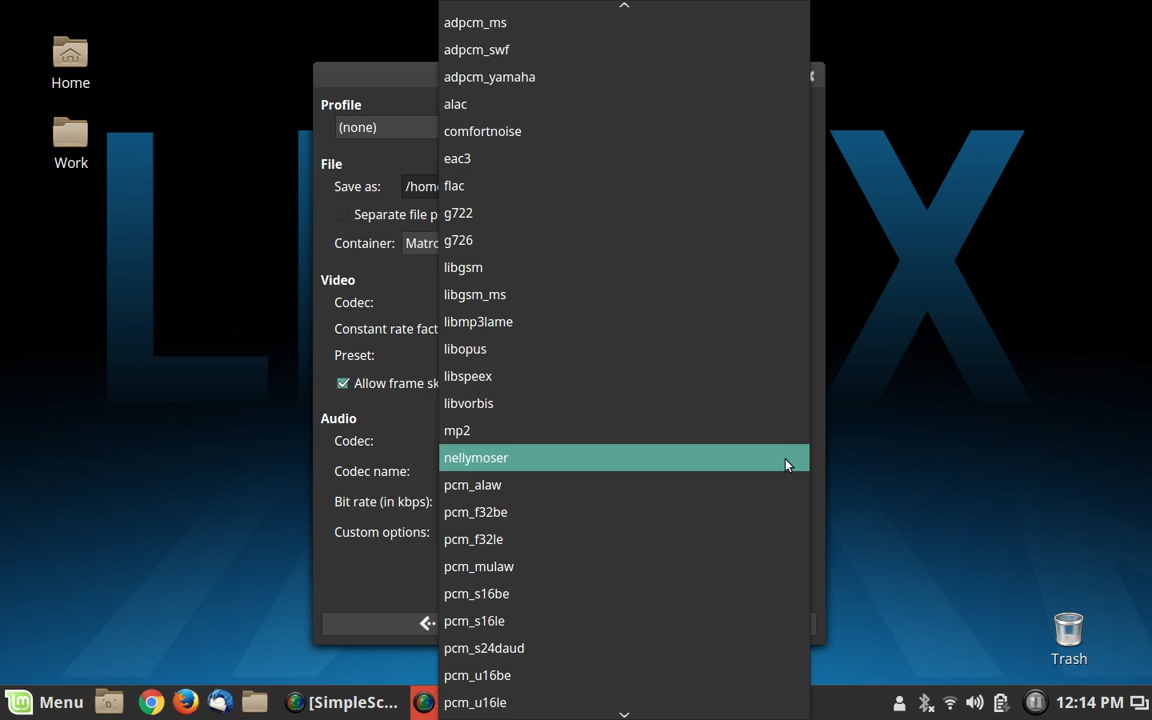 Home
Work
LINUX
Profile
(none)
File
Save as: /home
Separate file p
Container: Matro
Video
Codec:
Constant rate fact
Preset:
Allow frame sk
Audio
Codec:
Codec name:
Bit rate (in kbps):
Custom options:
adpcm_ms
adpcm_swf
adpcm_yamaha
alac
comfortnoise
eac3
flac
g722
g726
libgsm
libgsm_ms
libmp3lame
libopus
libspeex
libvorbis
mp2
nellymoser
pcm_alaw
pcm_f32be
pcm_f32le
pcm_mulaw
pcm_s16be
pcm_s16le
pcm_s24daud
pcm_u16be
pcm_u16le
Trash
Menu
[SimpleSc...
12:14 PM